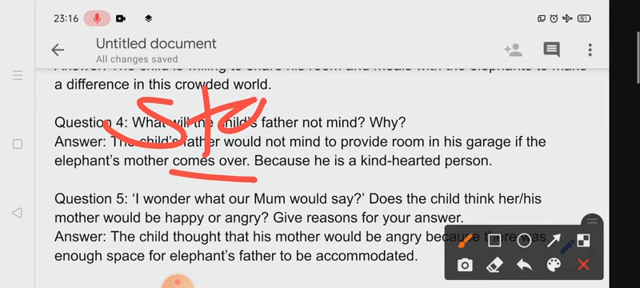 23:16
51
Untitled document
All changes saved
Answer: The child is willing to share his room and meals with the elephants to make
a difference in this crowded world.
Question 4: What will the child's father not mind? Why?
Answer: The child's father would not mind to provide room in his garage if the
elephant's mother comes over. Because he is a kind-hearted person.
Question 5: 'I wonder what our Mum would say?' Does the child think her/his
mother would be happy or angry? Give reasons for your answer.
Answer: The child thought that his mother would be angry because there was
enough space for elephant's father to be accommodated.